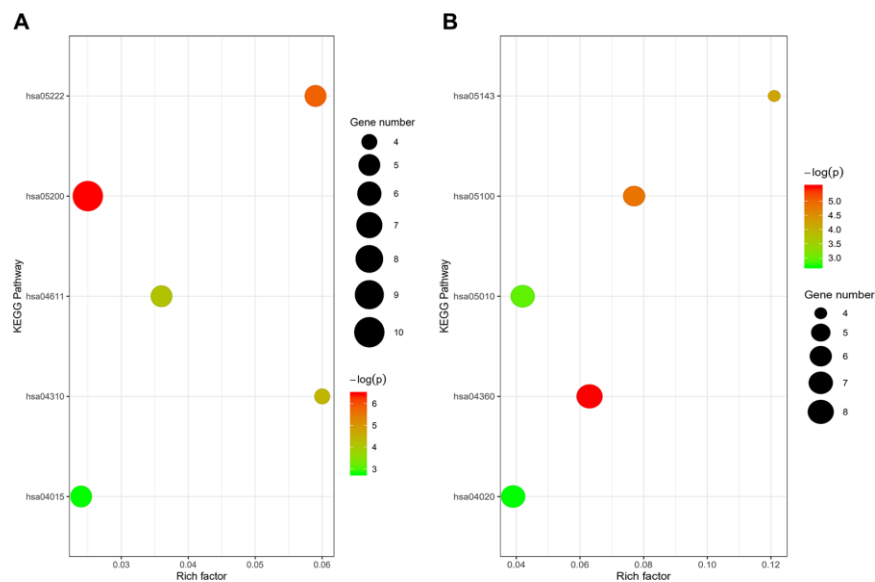 A
hsa05222
hsa05200
hsa04611
hsa04310
hsa04015
KEGG Pathway
0.03 0.04 0.05 0.06
Rich factor
Gene number
4
5
6
7
8
9
10
−log(p)
6
5
4
3
B
hsa05143
hsa05100
hsa05010
hsa04360
hsa04020
KEGG Pathway
0.04 0.06 0.08 0.10 0.12
Rich factor
−log(p)
5.0
4.5
4.0
3.5
3.0
Gene number
4
5
6
7
8